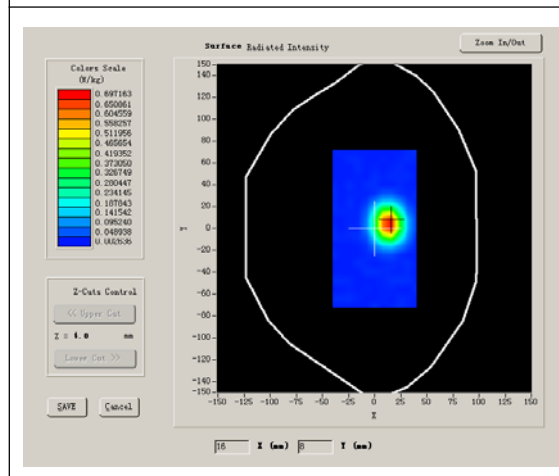 Surface Radiated Intensity
Zoom In/Out
Colors Scale
(W/kg)
0.697163
0.650861
0.604559
0.558257
0.511956
0.465654
0.419352
0.373050
0.326749
0.280447
0.234145
0.187843
0.141542
0.095240
0.048938
0.002636
150
140
120
100
80
60
40
20
0
-20
-40
-60
-80
-100
-120
-140
-150
Y
-150 -125 -100 -75 -50 -25 0 25 50 75 100 125 150
X
Z-Cuts Control
<< Upper Cut
Z = 4.0 mm
Lower Cut >>
SAVE Cancel
16 X (mm) 8 Y (mm)